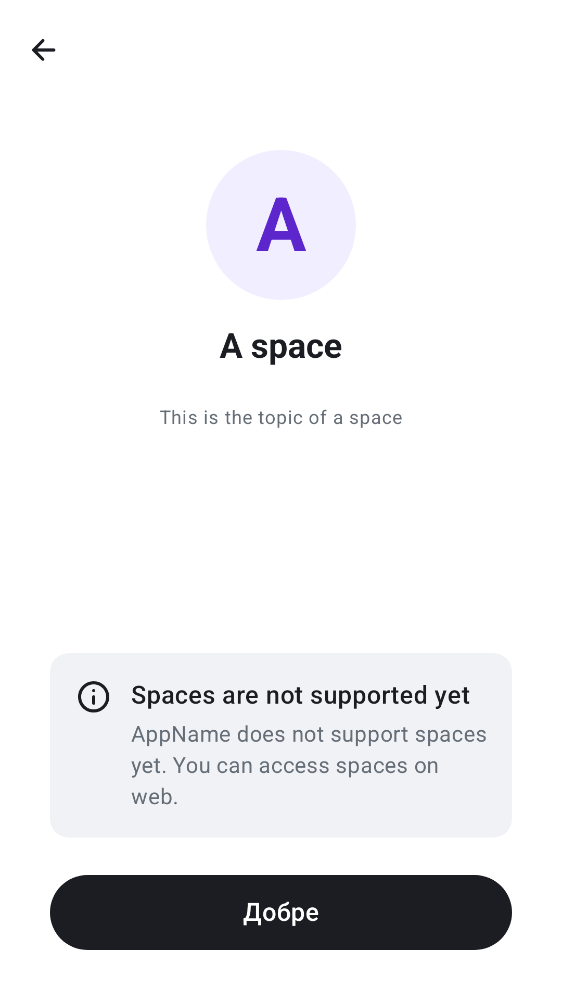 A
A space
This is the topic of a space
Spaces are not supported yet
AppName does not support spaces
yet. You can access spaces on
web.
Добре